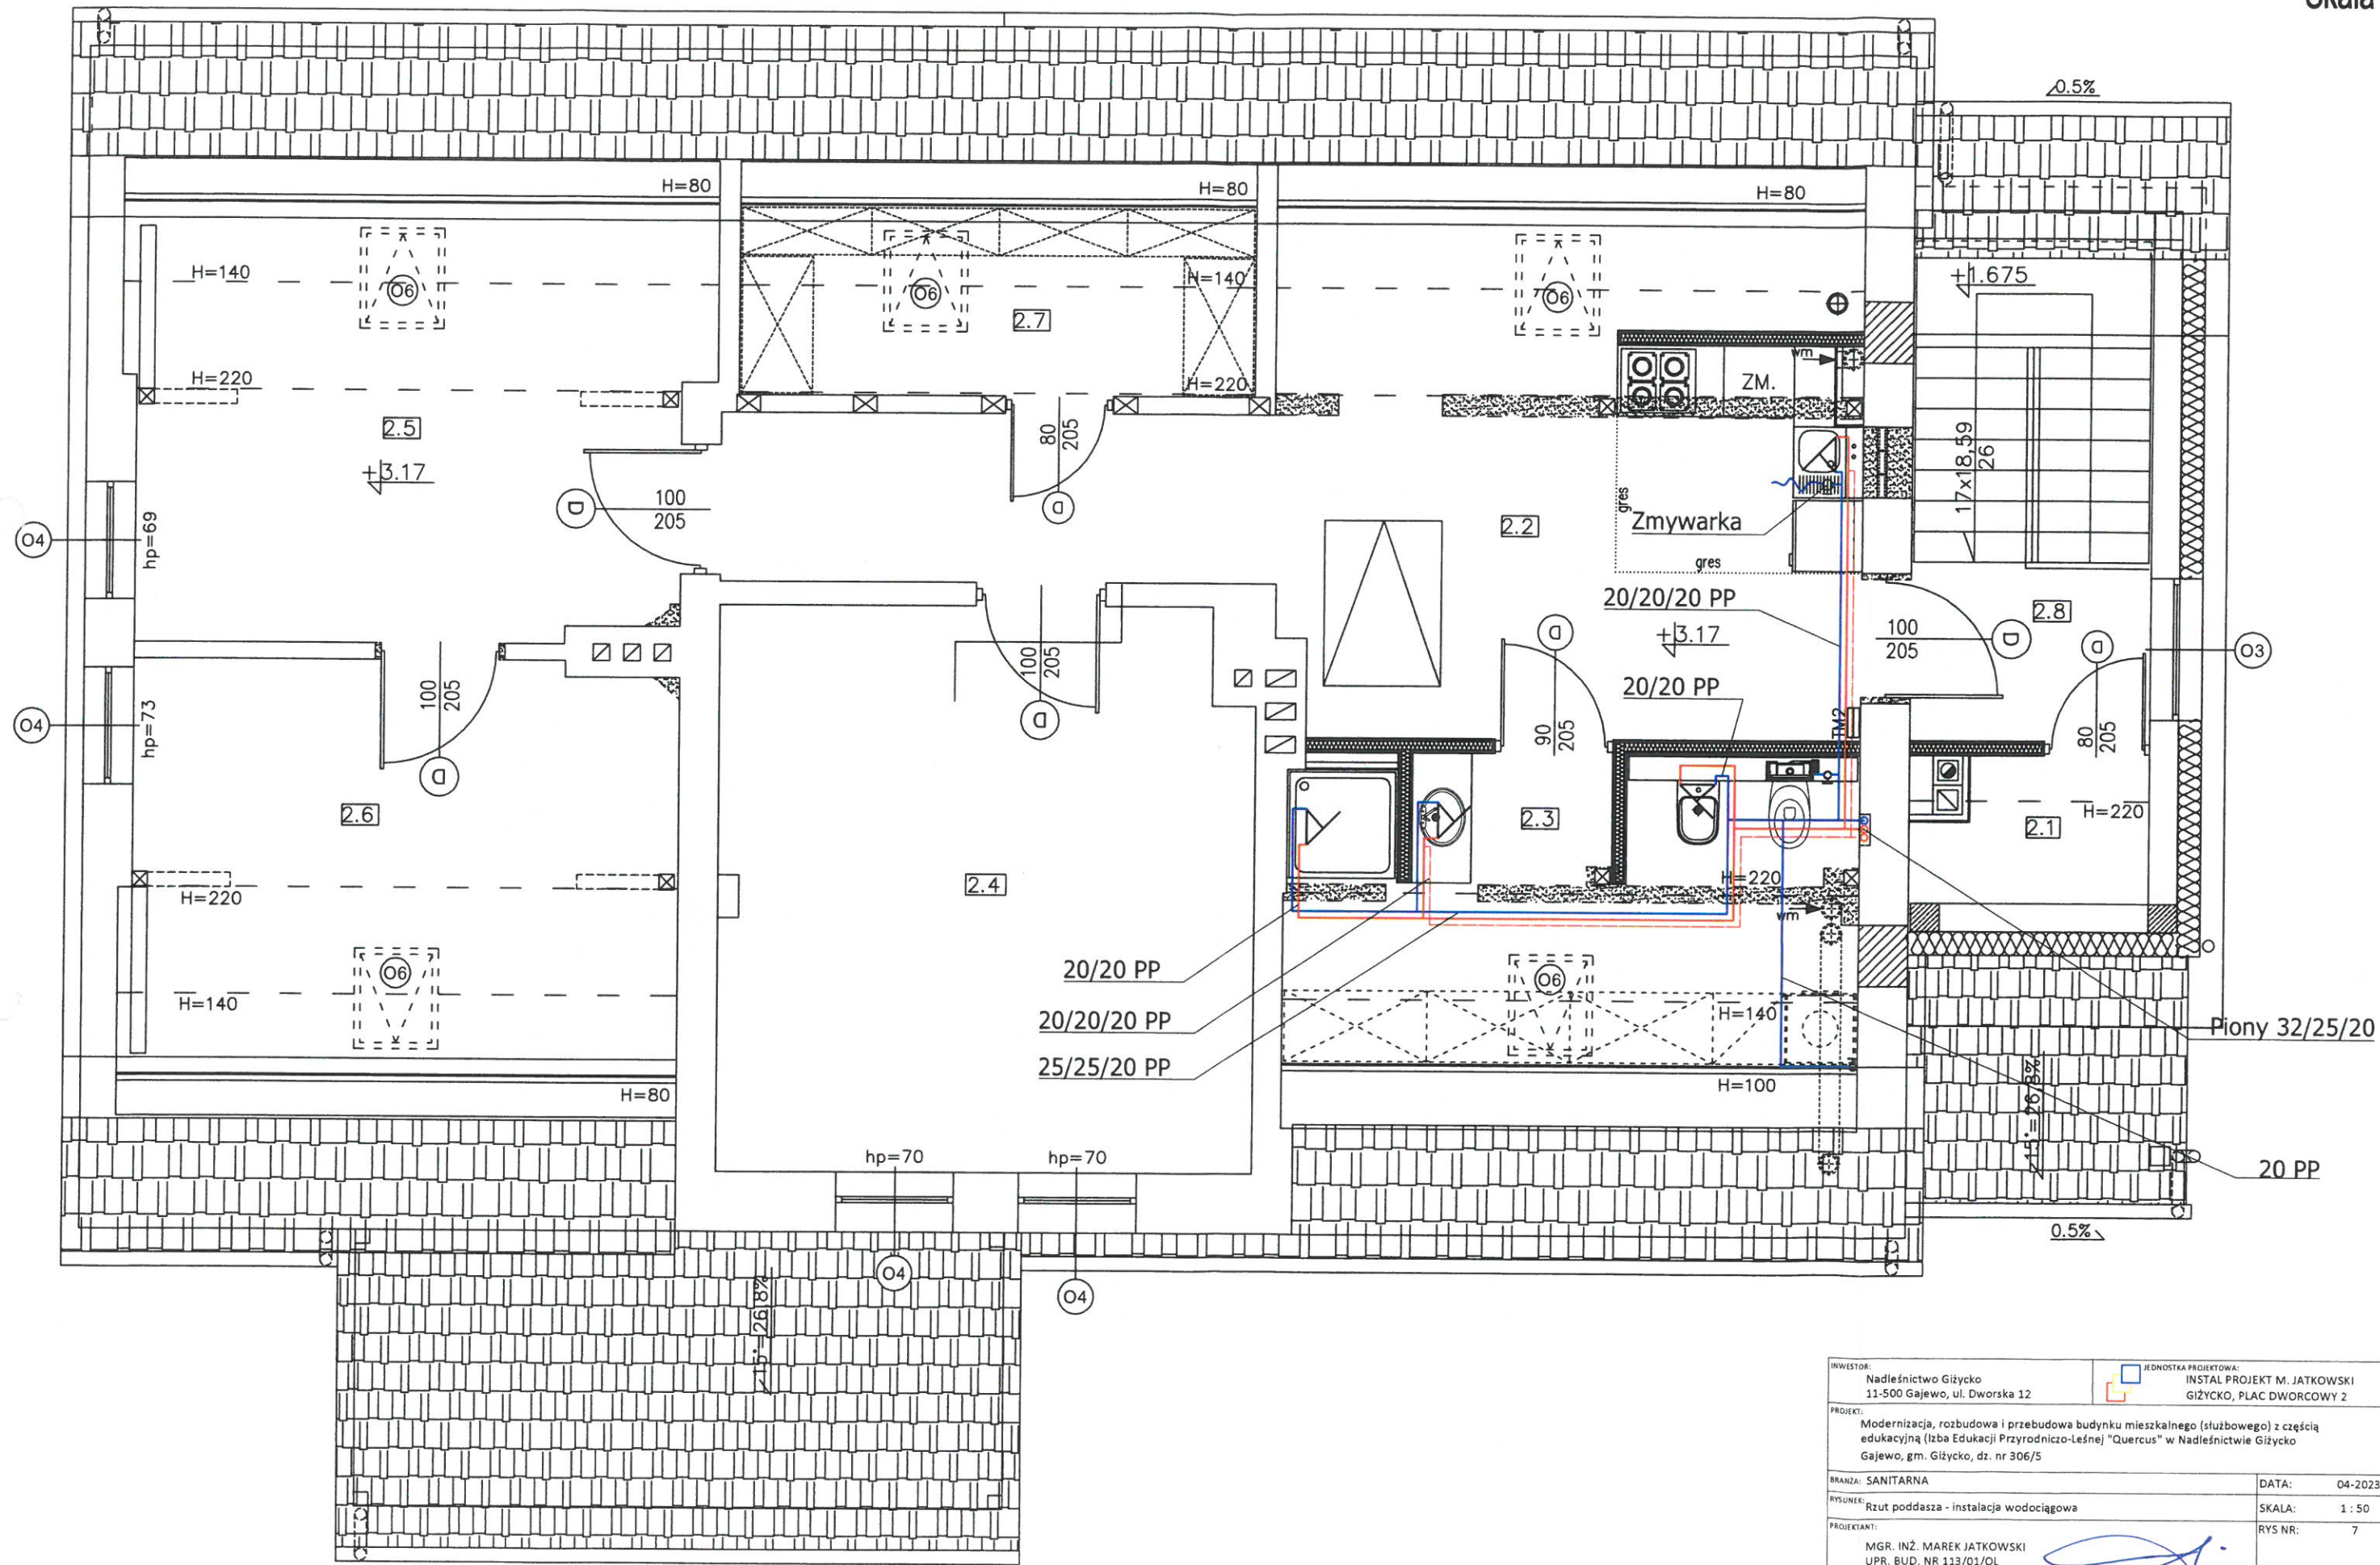 Skala
0.5%
H=80
H=80
H=80
H=140
H=140
+1.675
O6
O6
O6
2.7
wm
ZM.
H=220
H=220
2.5
80
205
17x18,59
26
+3.17
100
205
D
D
gres
2.2
Zmywarka
O4
hp=69
gres
20/20/20 PP
2.8
D
+3.17
100
205
D
D
O3
100
205
100
205
20/20 PP
O4
hp=73
D
D
TM2
90
205
80
205
2.6
2.3
H=220
2.1
2.4
H=220
H=220
wm
20/20 PP
O6
O6
H=140
H=140
20/20/20 PP
Piony 32/25/20
25/25/20 PP
H=100
H=80
15°=26,8%
hp=70
hp=70
20 PP
0.5%
O4
O4
15°=26,8%
INWESTOR:
Nadleśnictwo Giżycko
11-500 Gajewo, ul. Dworska 12
JEDNOSTKA PROJEKTOWA:
INSTAL PROJEKT M. JATKOWSKI
GIŻYCKO, PLAC DWORCOWY 2
PROJEKT:
Modernizacja, rozbudowa i przebudowa budynku mieszkalnego (służbowego) z częścią
edukacyjną (Izba Edukacji Przyrodniczo-Leśnej "Quercus" w Nadleśnictwie Giżycko
Gajewo, gm. Giżycko, dz. nr 306/5
BRANŻA: SANITARNA
DATA: 04-2023
RYSUNEK: Rzut poddasza - instalacja wodociągowa
SKALA: 1 : 50
PROJEKTANT:
RYS NR: 7
MGR. INŻ. MAREK JATKOWSKI
UPR. BUD. NR 113/01/OL